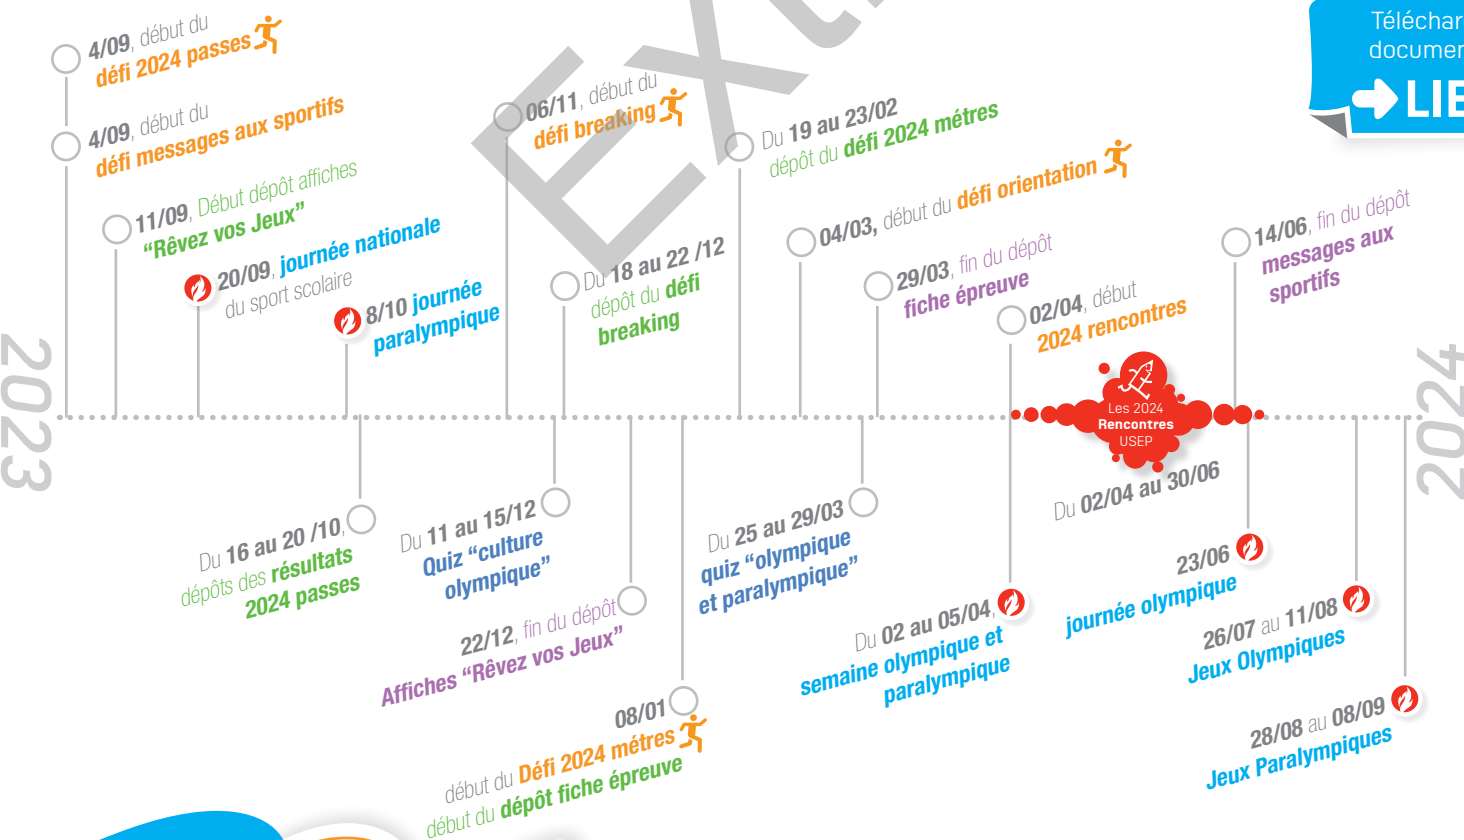 4/09, début du
défi 2024 passes
4/09, début du
défi messages aux sportifs
11/09, Début dépôt affiches
“Rêvez vos Jeux”
20/09, journée nationale
du sport scolaire
8/10 journée
paralympique
06/11, début du
défi breaking
Du 18 au 22 /12
dépôt du défi
breaking
Du 19 au 23/02
dépôt du défi 2024 métres
04/03, début du défi orientation
29/03, fin du dépôt
fiche épreuve
02/04, début
2024 rencontres
14/06, fin du dépôt
messages aux
sportifs
2023
2024
Les 2024
Rencontres
USEP
Du 02/04 au 30/06
Du 16 au 20 /10,
dépôts des résultats
2024 passes
Du 11 au 15/12
Quiz “culture
olympique”
22/12, fin du dépôt
Affiches “Rêvez vos Jeux”
08/01
début du Défi 2024 métres
début du dépôt fiche épreuve
Du 25 au 29/03
quiz “olympique
et paralympique”
Du 02 au 05/04,
semaine olympique et
paralympique
23/06
journée olympique
26/07 au 11/08
Jeux Olympiques
28/08 au 08/09
Jeux Paralympiques